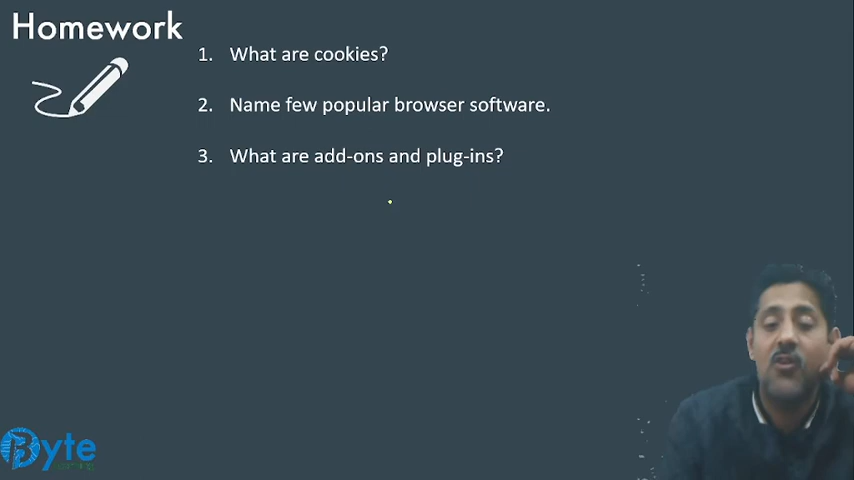 Homework
1. What are cookies?
2. Name few popular browser software.
3. What are add-ons and plug-ins?
Byte